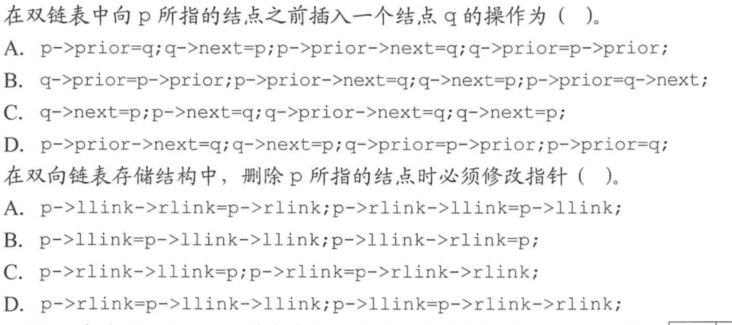 在双链表中向 p 所指的结点之前插入一个结点 q 的操作为（ ）。
A. p->prior=q;q->next=p;p->prior->next=q;q->prior=p->prior;
B. q->prior=p->prior;p->prior->next=q;q->next=p;p->prior=q->next;
C. q->next=p;p->next=q;q->prior->next=q;q->next=p;
D. p->prior->next=q;q->next=p;q->prior=p->prior;p->prior=q;
在双向链表存储结构中，删除 p 所指的结点时必须修改指针（ ）。
A. p->llink->rlink=p->rlink;p->rlink->llink=p->llink;
B. p->llink=p->llink->llink;p->llink->rlink=p;
C. p->rlink->llink=p;p->rlink=p->rlink->rlink;
D. p->rlink=p->llink->llink;p->llink=p->rlink->rlink;